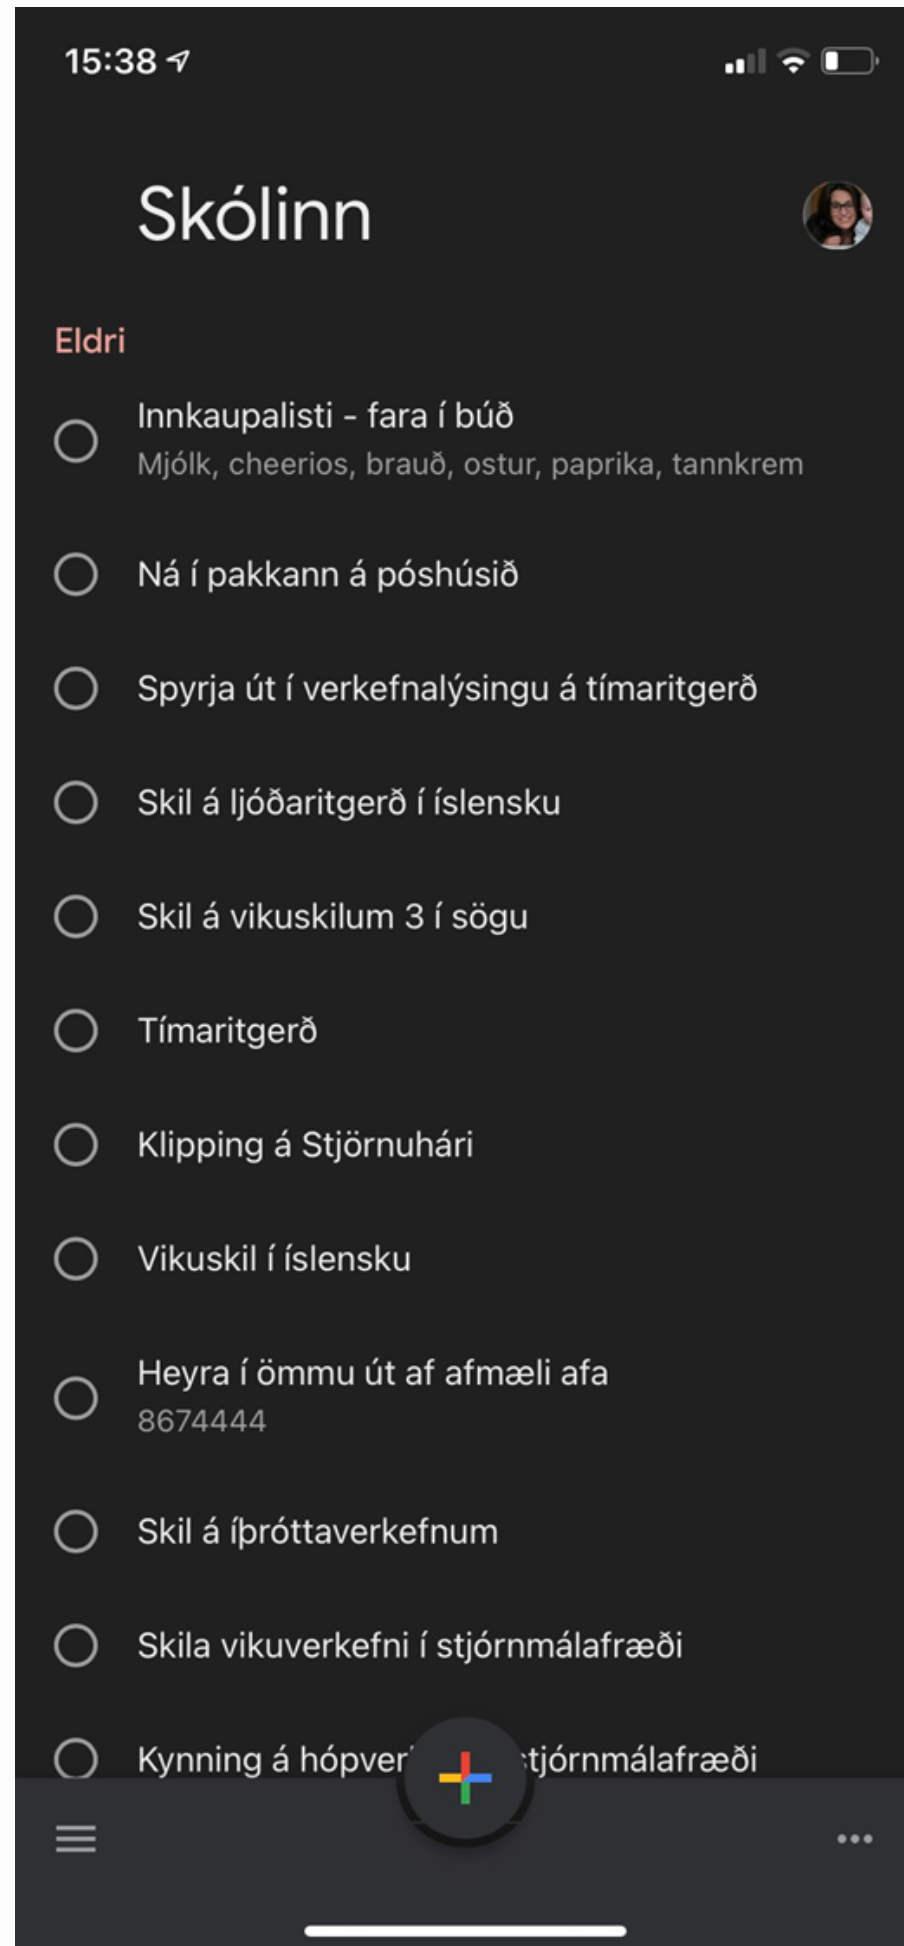 15:38
Skólinn
Eldri
Innkaupalisti - fara í búð
Mjólk, cheerios, brauð, ostur, paprika, tannkrem
Ná í pakkann á póshúsið
Spyrja út í verkefnalýsingu á tímaritgerð
Skil á ljóðaritgerð í íslensku
Skil á vikuskilum 3 í sögu
Tímaritgerð
Klipping á Stjörnuhári
Vikuskil í íslensku
Heyra í ömmu út af afmæli afa
8674444
Skil á íþróttaverkefnum
Skila vikuverkefni í stjórnmálafræði
Kynning á